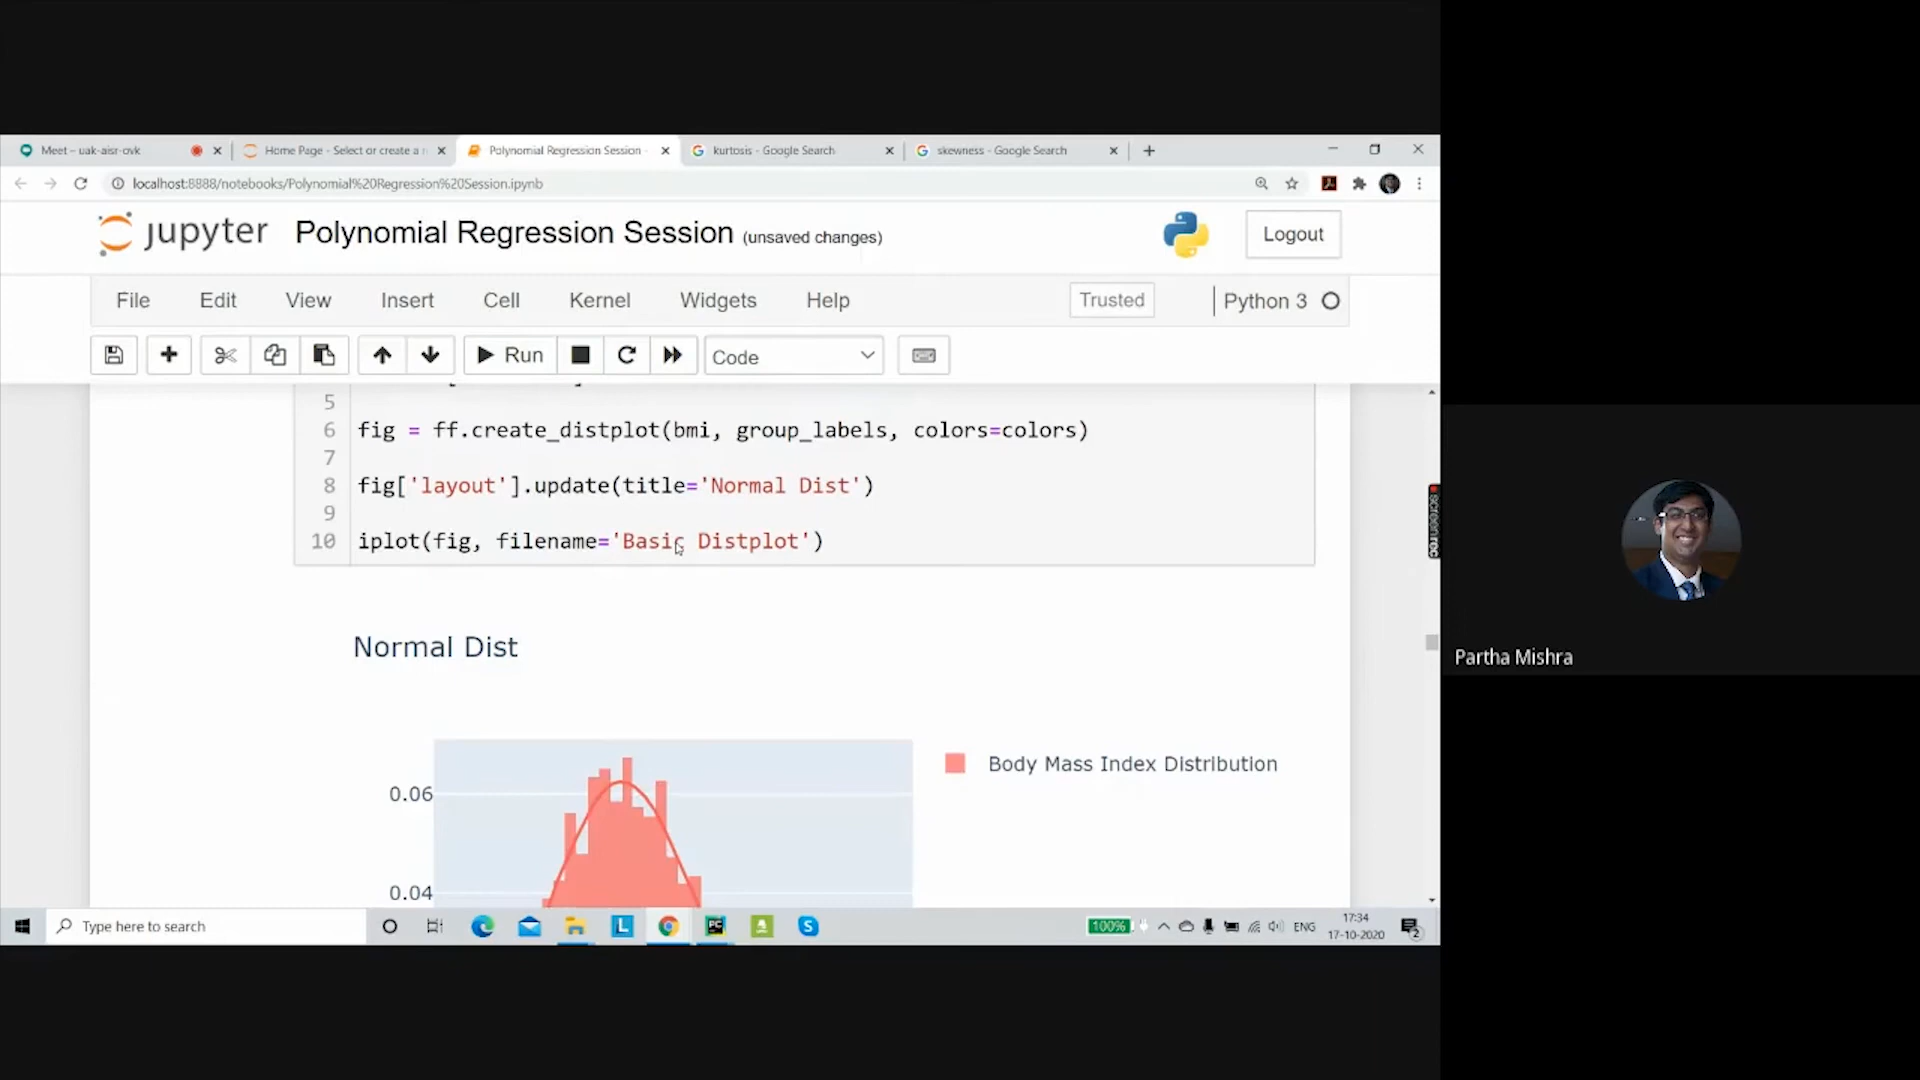 Meet – uak-aisr-ovk
Home Page - Select or create a n
Polynomial Regression Session -
kurtosis - Google Search
skewness - Google Search
localhost:8888/notebooks/Polynomial%20Regression%20Session.ipynb
jupyter Polynomial Regression Session (unsaved changes)
Logout
File Edit View Insert Cell Kernel Widgets Help
Trusted
Python 3
Run
Code
5
6 fig = ff.create_distplot(bmi, group_labels, colors=colors)
7
8 fig['layout'].update(title='Normal Dist')
9
10 iplot(fig, filename='Basic Distplot')
screenrec
Normal Dist
Partha Mishra
Body Mass Index Distribution
0.06
0.04
Type here to search
L
PC
S
100%
ENG
17:34
17-10-2020
2